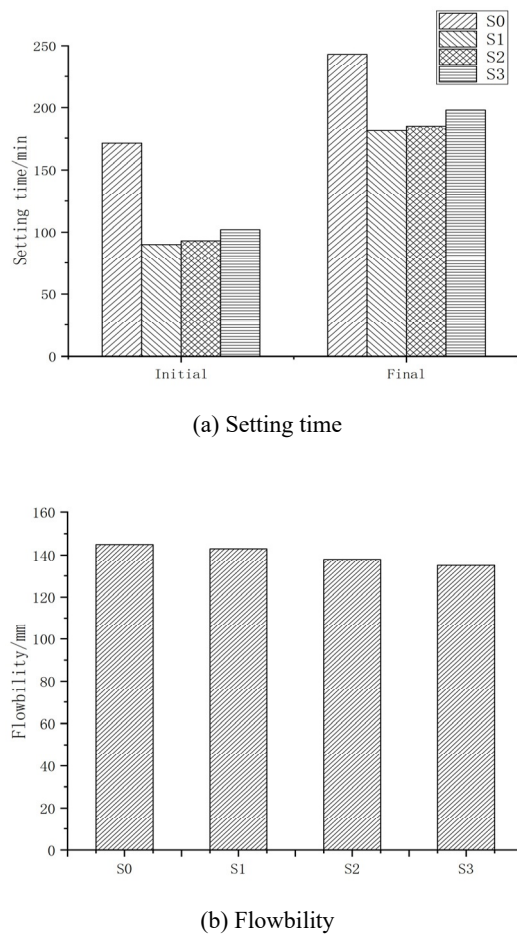 S0
S1
S2
S3
250
200
150
100
50
0
Setting time/min
Initial Final
(a) Setting time
160
140
120
100
80
60
40
20
0
Flowbility/mm
S0 S1 S2 S3
(b) Flowbility